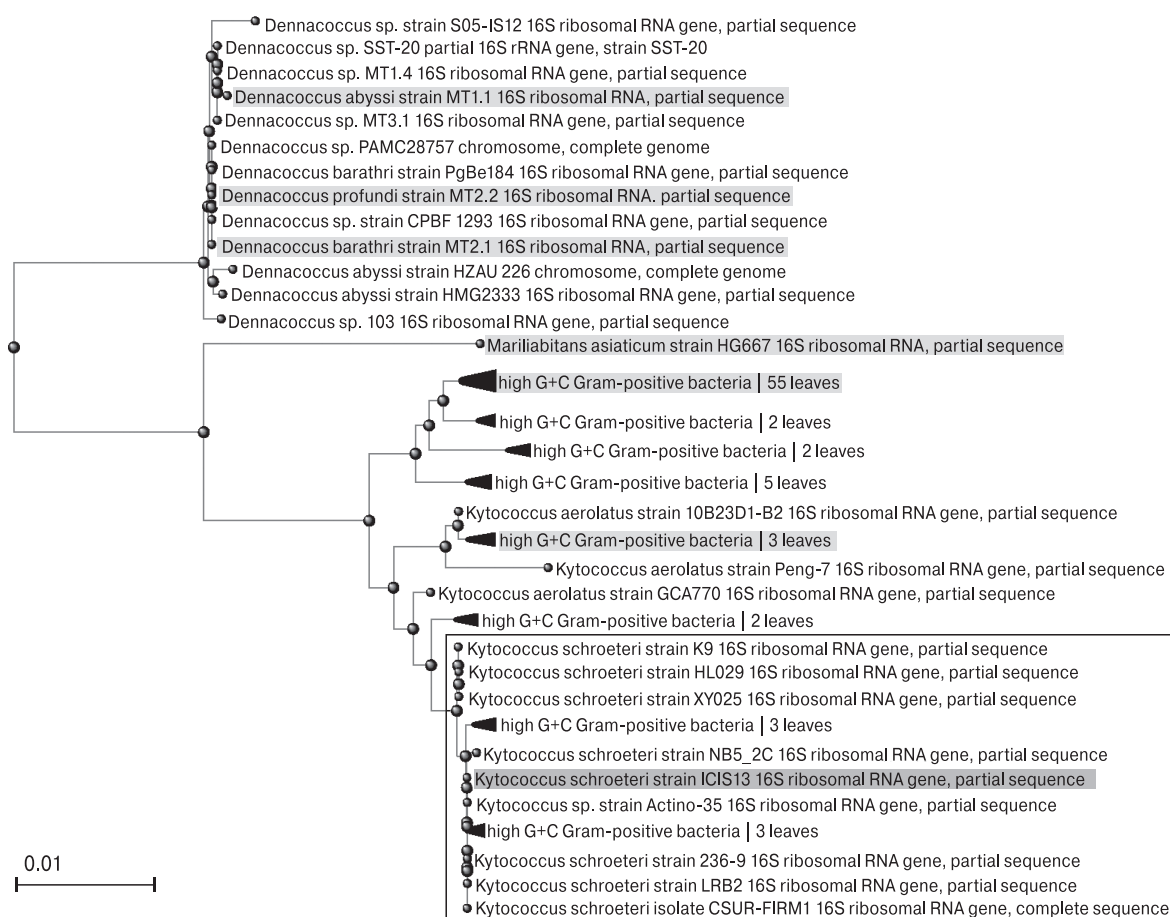 Dennacoccus sp. strain S05-IS12 16S ribosomal RNA gene, partial sequence
Dennacoccus sp. SST-20 partial 16S rRNA gene, strain SST-20
Dennacoccus sp. MT1.4 16S ribosomal RNA gene, partial sequence
Dennacoccus abyssi strain MT1.1 16S ribosomal RNA, partial sequence
Dennacoccus sp. MT3.1 16S ribosomal RNA gene, partial sequence
Dennacoccus sp. PAMC28757 chromosome, complete genome
Dennacoccus barathri strain PgBe184 16S ribosomal RNA gene, partial sequence
Dennacoccus profundi strain MT2.2 16S ribosomal RNA. partial sequence
Dennacoccus sp. strain CPBF 1293 16S ribosomal RNA gene, partial sequence
Dennacoccus barathri strain MT2.1 16S ribosomal RNA, partial sequence
Dennacoccus abyssi strain HZAU 226 chromosome, complete genome
Dennacoccus abyssi strain HMG2333 16S ribosomal RNA gene, partial sequence
Dennacoccus sp. 103 16S ribosomal RNA gene, partial sequence
Mariliabitans asiaticum strain HG667 16S ribosomal RNA, partial sequence
high G+C Gram-positive bacteria | 55 leaves
high G+C Gram-positive bacteria | 2 leaves
high G+C Gram-positive bacteria | 2 leaves
high G+C Gram-positive bacteria | 5 leaves
Kytococcus aerolatus strain 10B23D1-B2 16S ribosomal RNA gene, partial sequence
high G+C Gram-positive bacteria | 3 leaves
Kytococcus aerolatus strain Peng-7 16S ribosomal RNA gene, partial sequence
Kytococcus aerolatus strain GCA770 16S ribosomal RNA gene, partial sequence
high G+C Gram-positive bacteria | 2 leaves
Kytococcus schroeteri strain K9 16S ribosomal RNA gene, partial sequence
Kytococcus schroeteri strain HL029 16S ribosomal RNA gene, partial sequence
Kytococcus schroeteri strain XY025 16S ribosomal RNA gene, partial sequence
high G+C Gram-positive bacteria | 3 leaves
Kytococcus schroeteri strain NB5_2C 16S ribosomal RNA gene, partial sequence
Kytococcus schroeteri strain ICIS13 16S ribosomal RNA gene, partial sequence
Kytococcus sp. strain Actino-35 16S ribosomal RNA gene, partial sequence
high G+C Gram-positive bacteria | 3 leaves
Kytococcus schroeteri strain 236-9 16S ribosomal RNA gene, partial sequence
Kytococcus schroeteri strain LRB2 16S ribosomal RNA gene, partial sequence
Kytococcus schroeteri isolate CSUR-FIRM1 16S ribosomal RNA gene, complete sequence
0.01